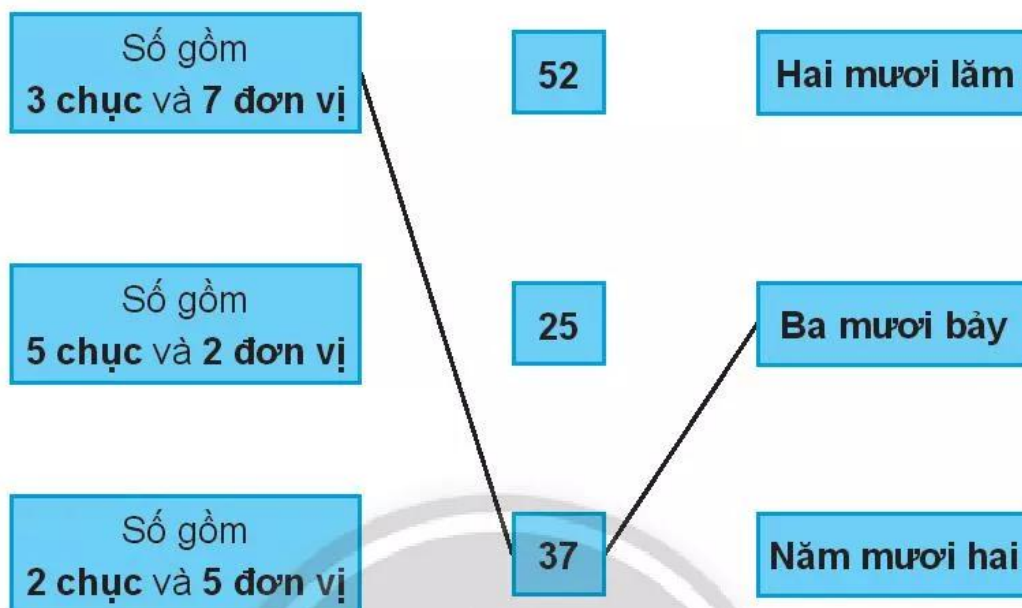 Số gồm
3 chục và 7 đơn vị
52
Hai mươi lăm
Số gồm
5 chục và 2 đơn vị
25
Ba mươi bảy
Số gồm
2 chục và 5 đơn vị
37
Năm mươi hai